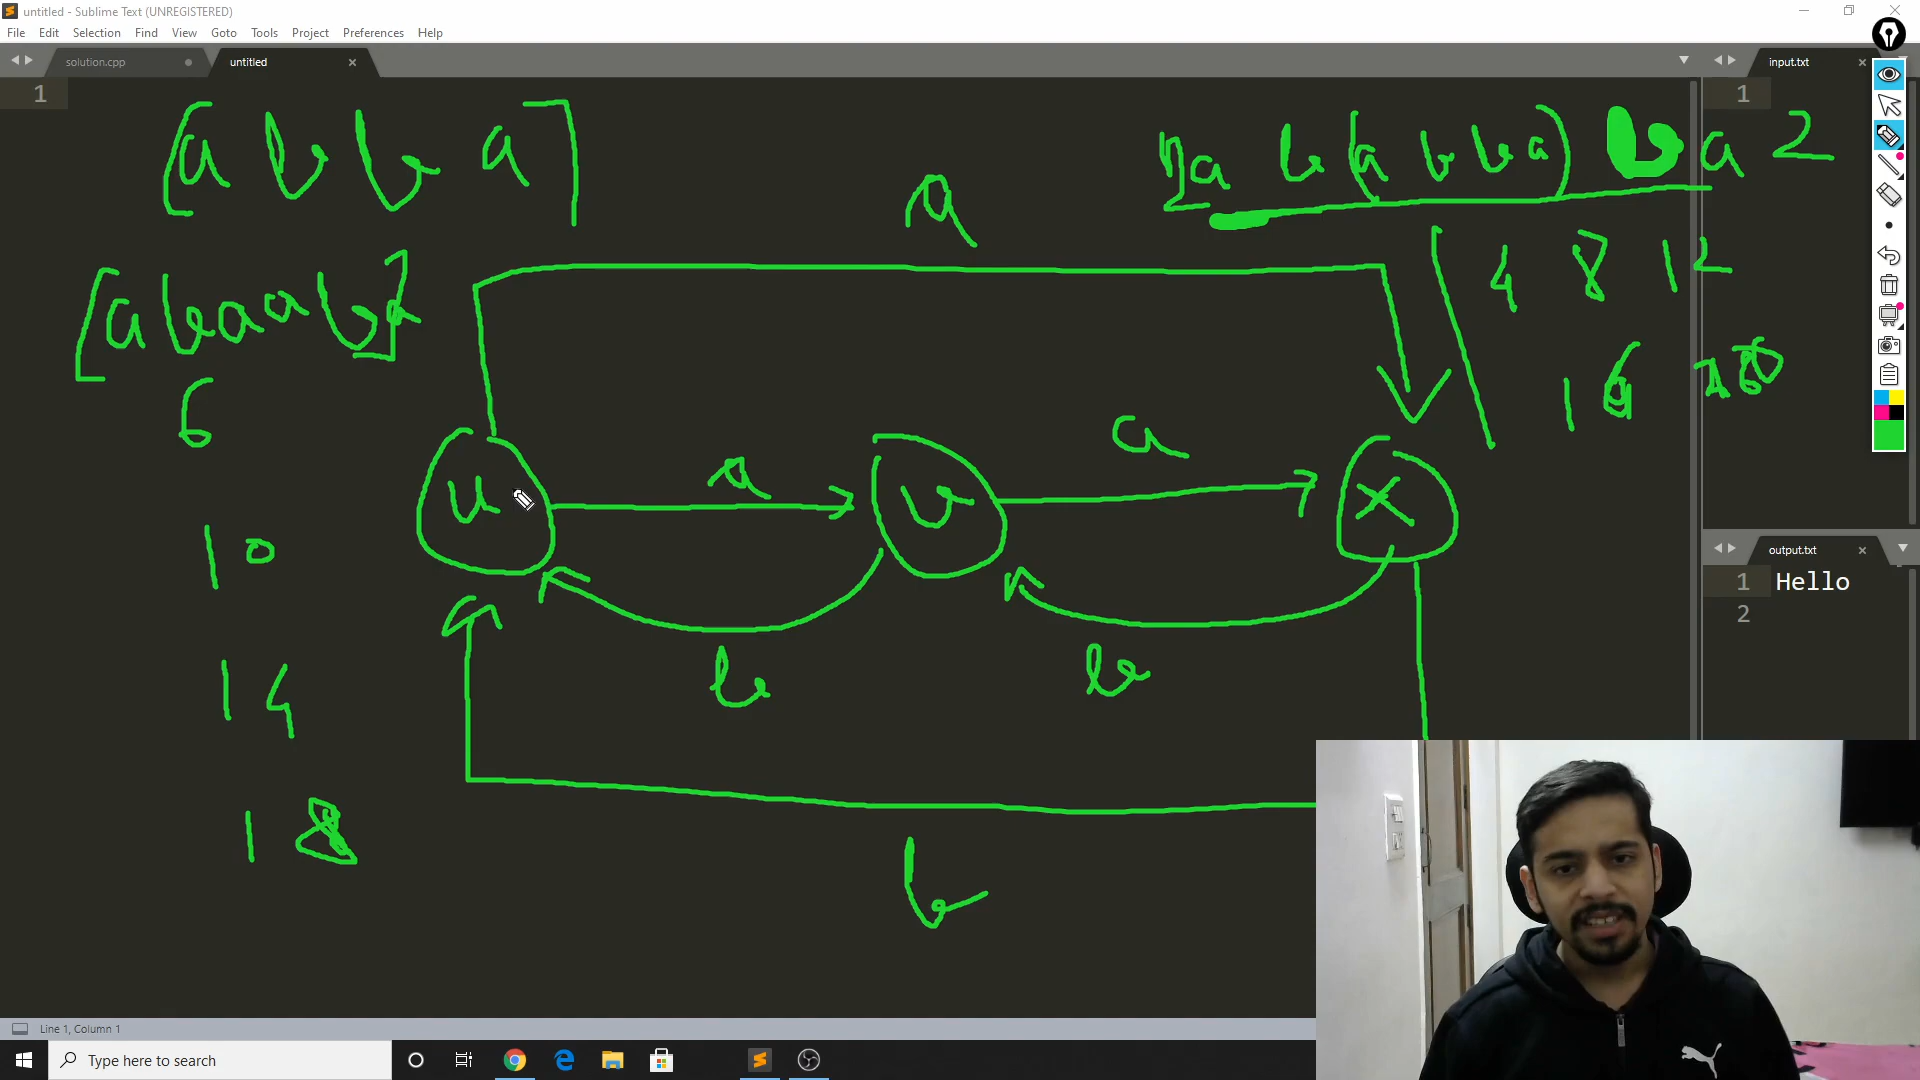 untitled - Sublime Text (UNREGISTERED)
File Edit Selection Find View Goto Tools Project Preferences Help
solution.cpp
untitled
input.txt
1
1
[a b b a]
a b (a b b a) b a 2
a
[a b a a b a]
4 8 12
16
6
u
a
v
a
x
10
b
b
14
18
b
output.txt
1 Hello
2
Line 1, Column 1
Type here to search